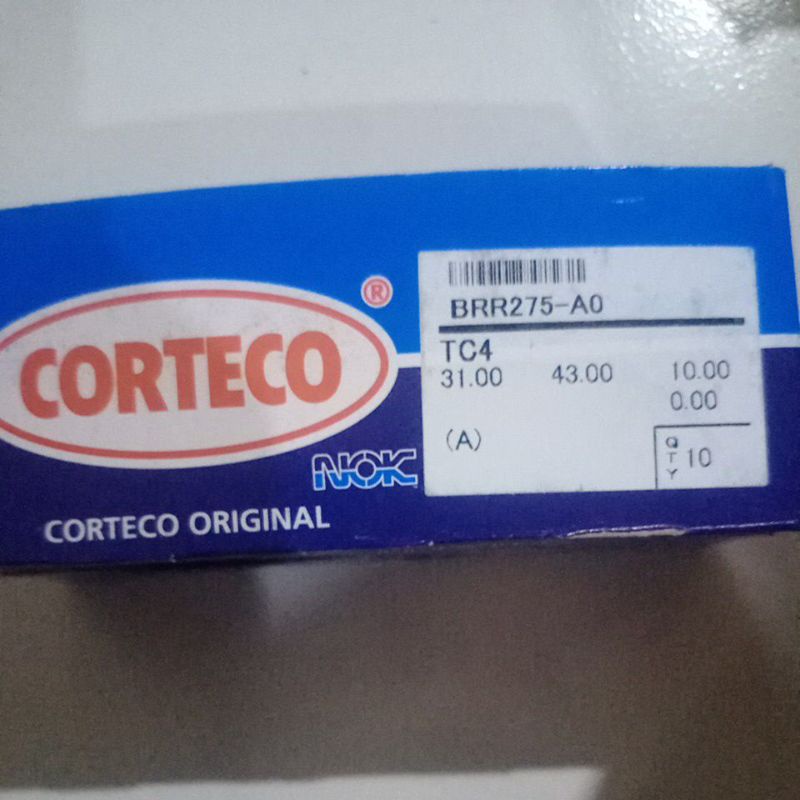 CORTECO®
NOK
CORTECO ORIGINAL
BRR275-A0
TC4
31.00 43.00 10.00
0.00
(A)
QTY 10